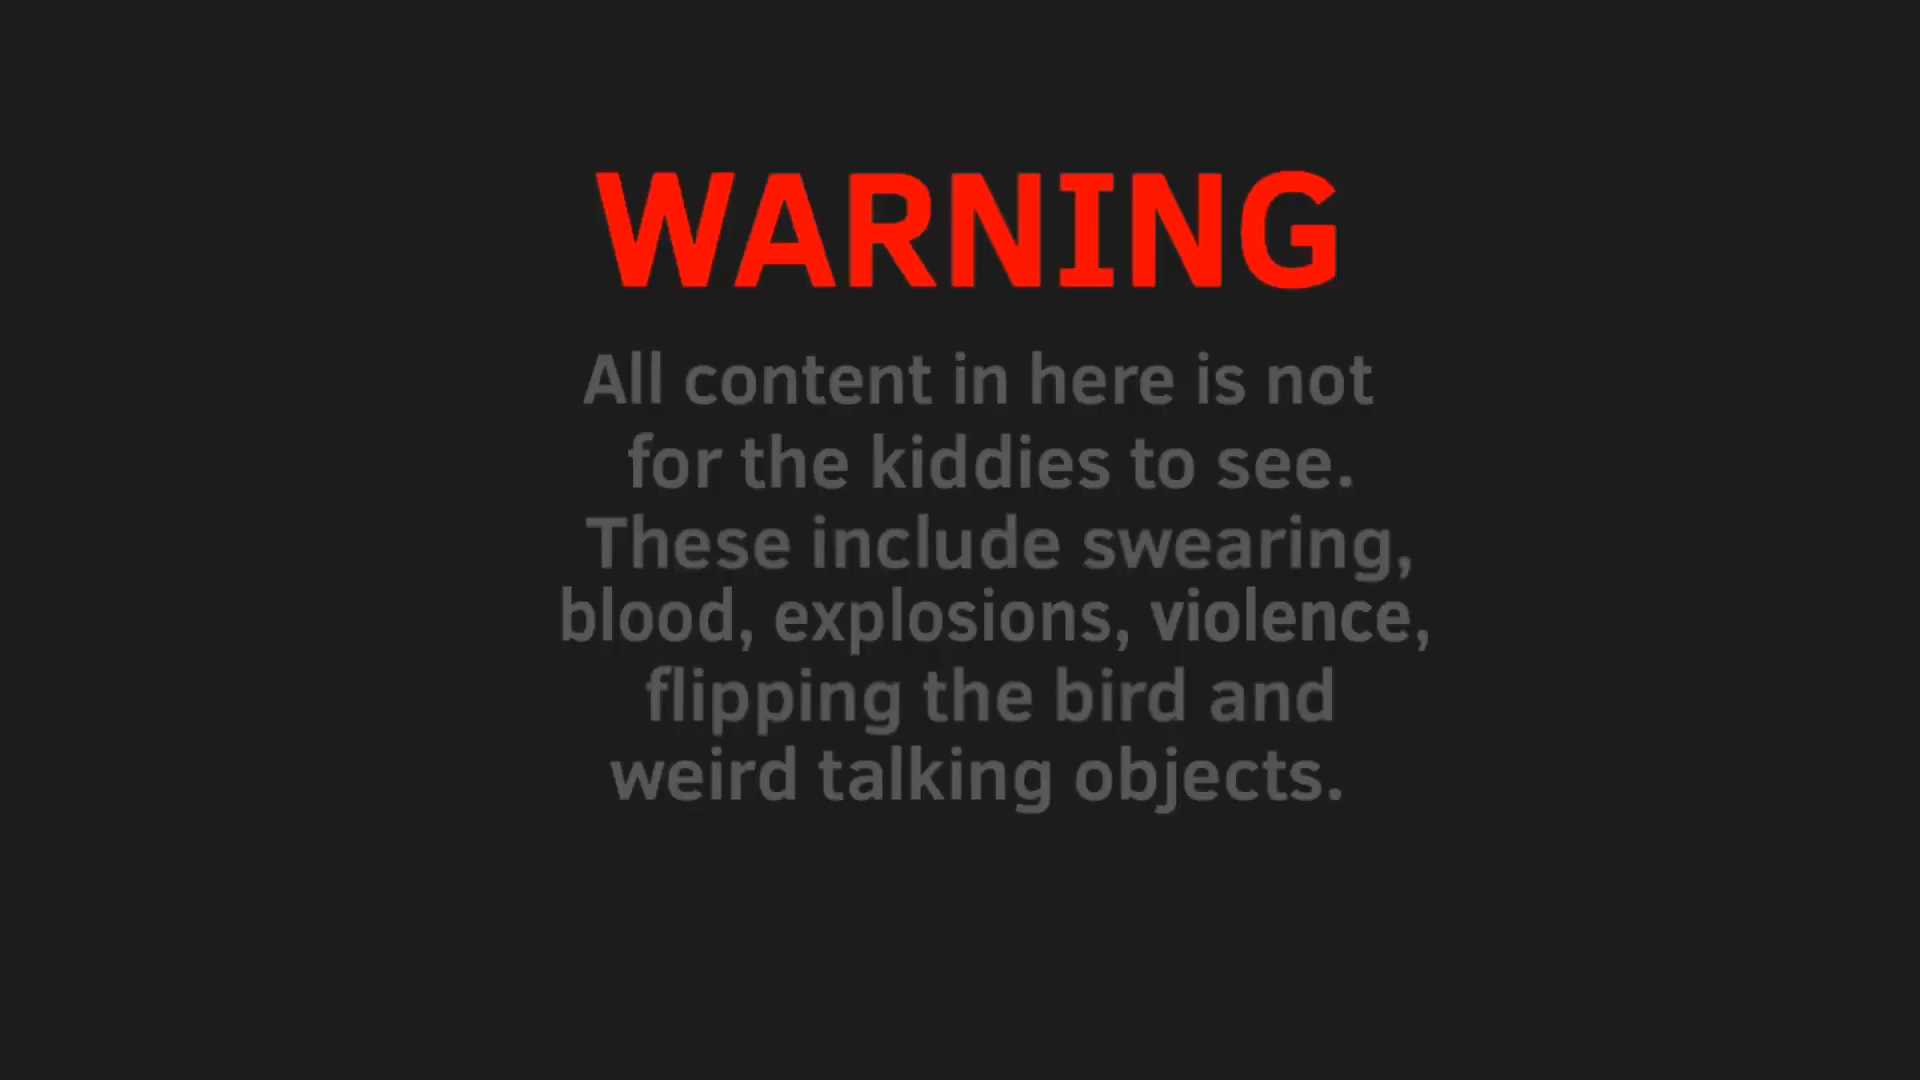 WARNING
All content in here is not
for the kiddies to see.
These include swearing,
blood, explosions, violence,
flipping the bird and
weird talking objects.